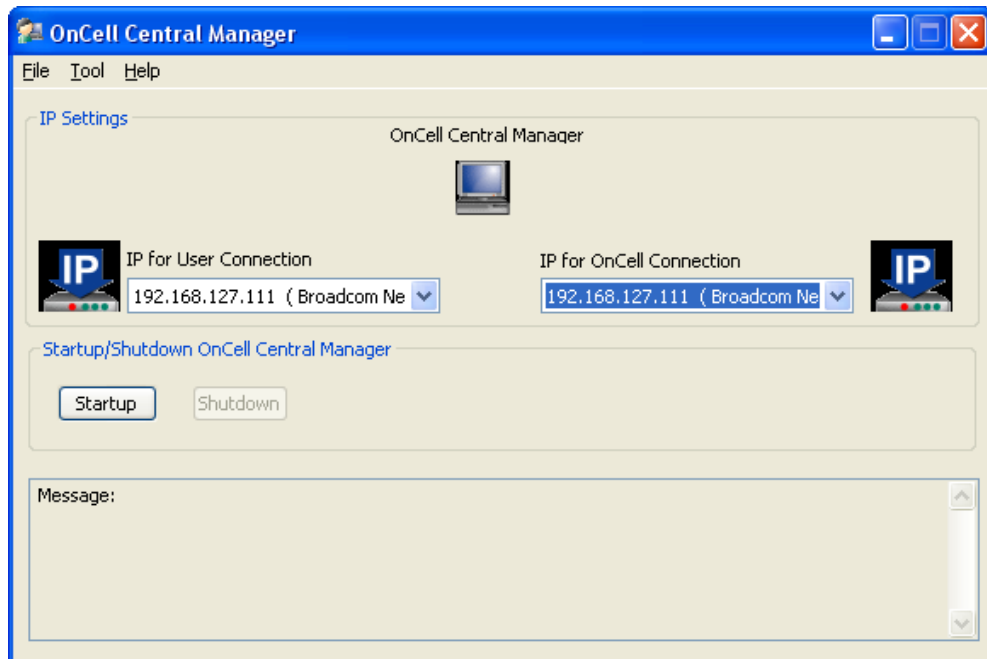 OnCell Central Manager
File Tool Help
IP Settings
OnCell Central Manager
IP IP for User Connection IP for OnCell Connection IP
192.168.127.111 ( Broadcom Ne 192.168.127.111 ( Broadcom Ne
Startup/Shutdown OnCell Central Manager
Startup Shutdown
Message: